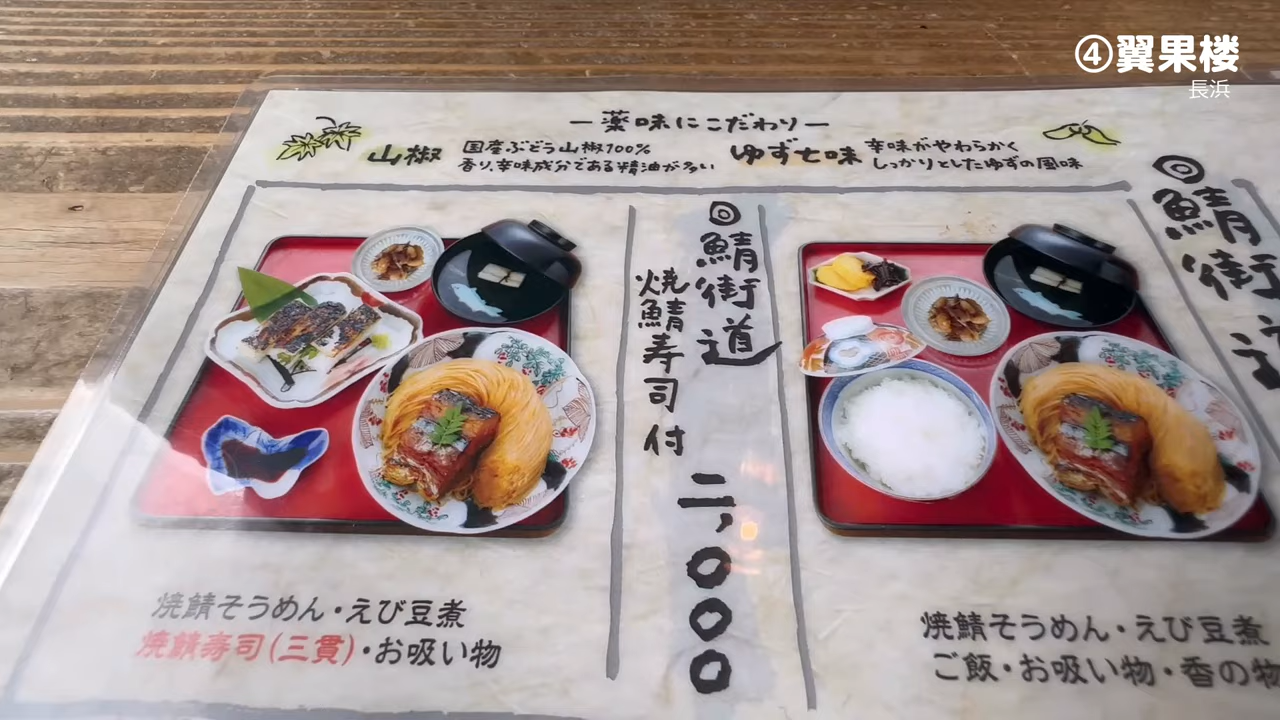 ④翼果楼
長浜
ー薬味にこだわりー
山椒
国産ぶどう山椒100%
香り、辛味成分である精油が多い
ゆず七味
辛味がやわらかく
しっかりとしたゆずの風味
◎鯖街道
焼鯖寿司付
二,〇〇〇
焼鯖そうめん・えび豆煮
焼鯖寿司(三貫)・お吸い物
◎鯖街道
焼鯖そうめん・えび豆煮
ご飯・お吸い物・香の物